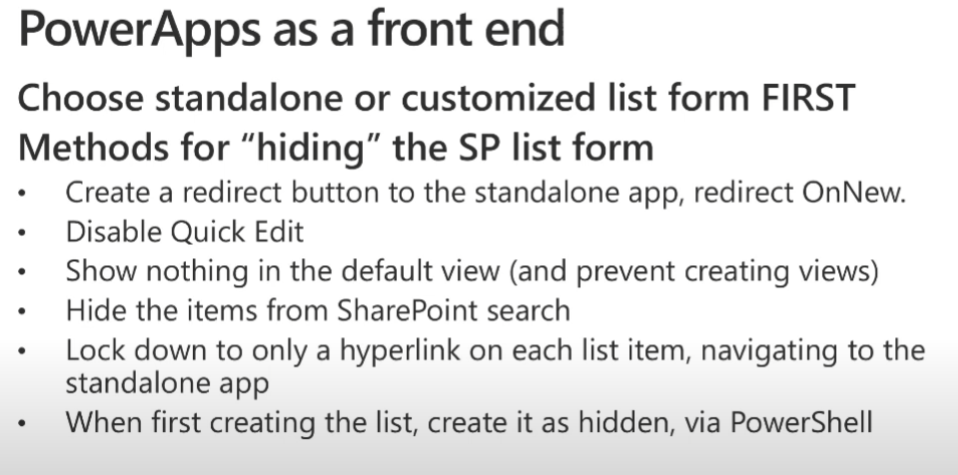 PowerApps as a front end
Choose standalone or customized list form FIRST
Methods for “hiding” the SP list form
• Create a redirect button to the standalone app, redirect OnNew.
• Disable Quick Edit
• Show nothing in the default view (and prevent creating views)
• Hide the items from SharePoint search
• Lock down to only a hyperlink on each list item, navigating to the
standalone app
• When first creating the list, create it as hidden, via PowerShell